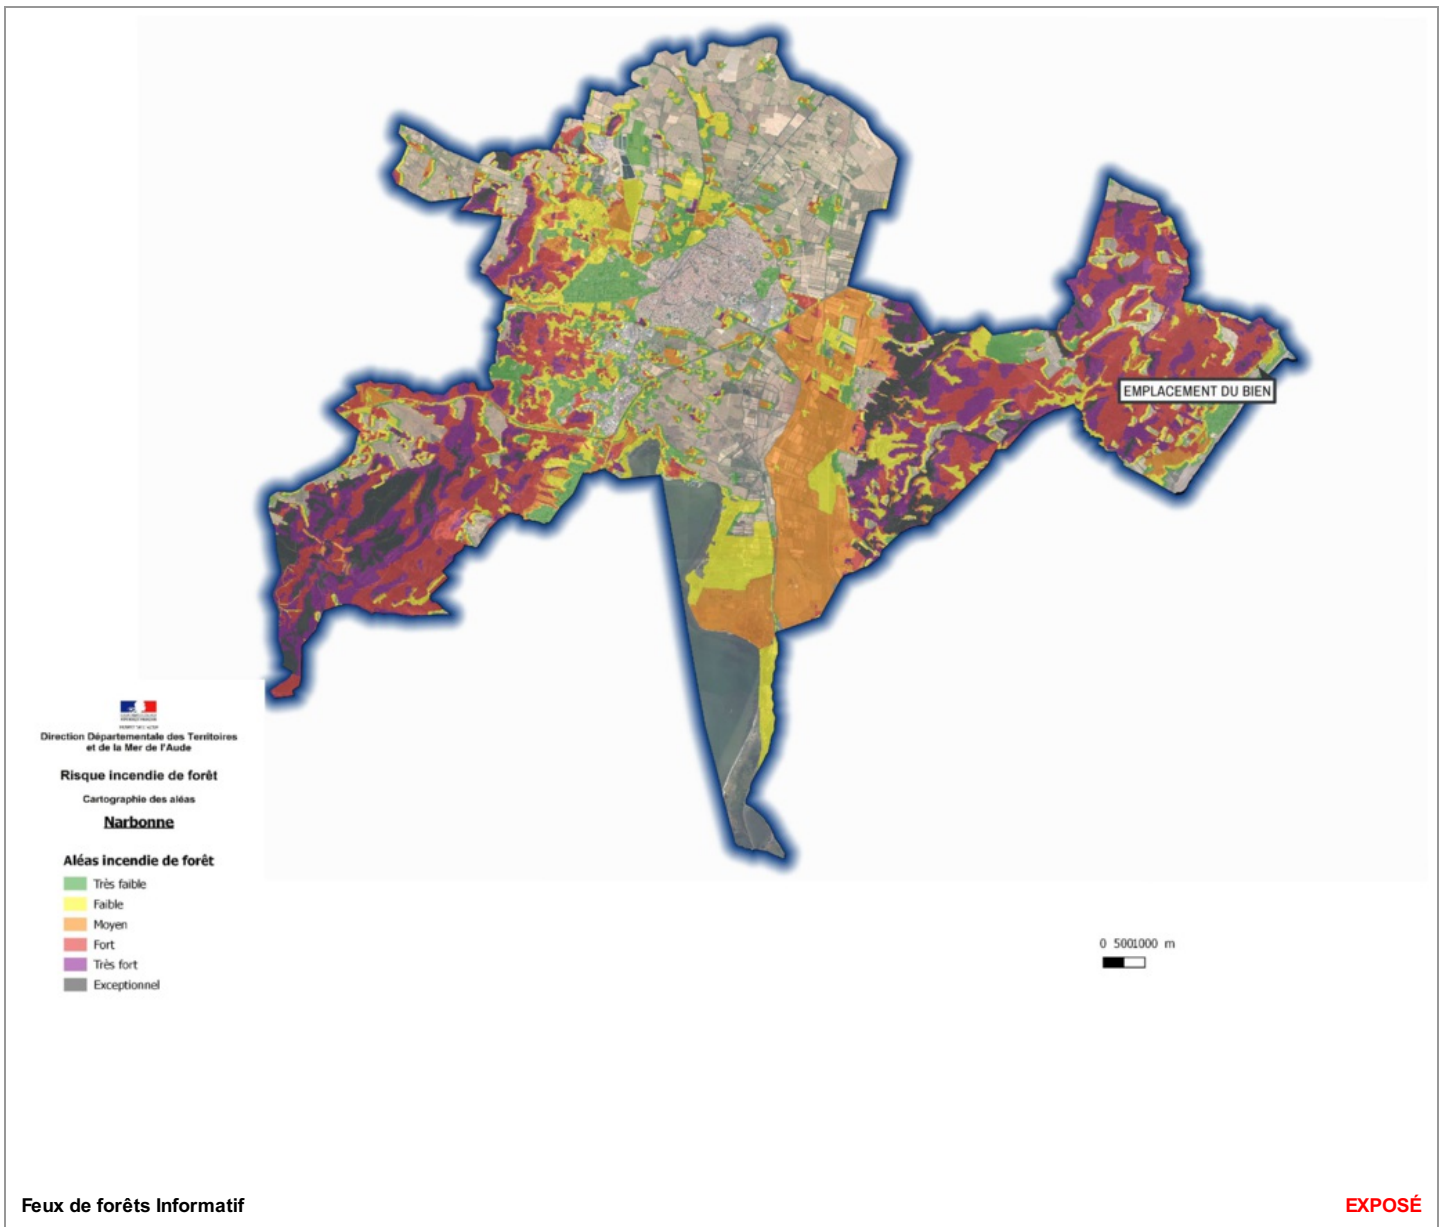 EMPLACEMENT DU BIEN
Direction Départementale des Territoires
et de la Mer de l'Aude
Risque incendie de forêt
Cartographie des aléas
Narbonne
Aléas incendie de forêt
Très faible
Faible
Moyen
Fort
Très fort
Exceptionnel
0 5001000 m
Feux de forêts Informatif
EXPOSÉ